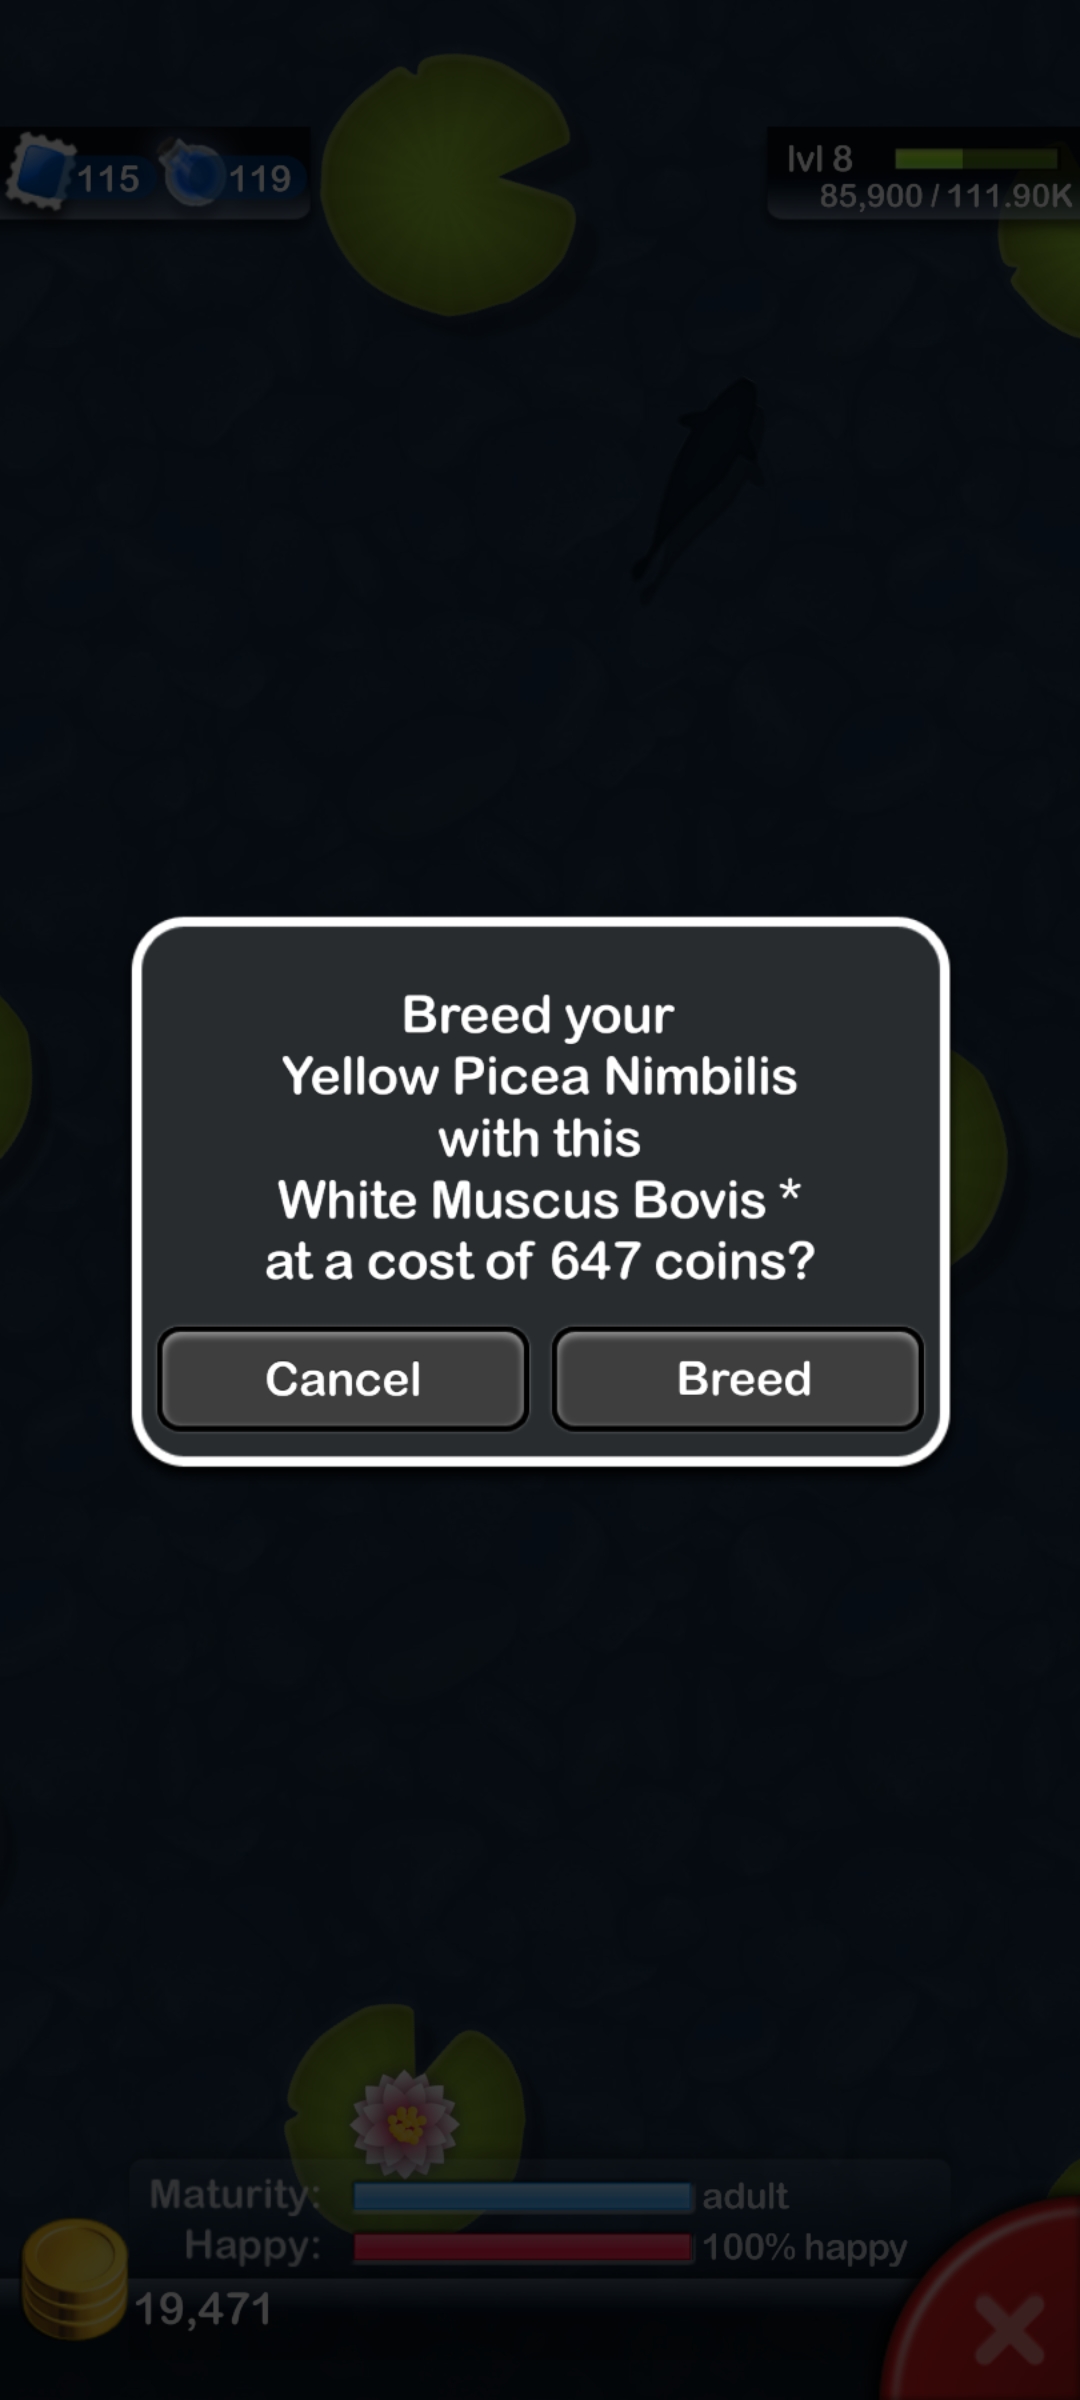 115 119
lvl 8
85,900 / 111.90K
Breed your
Yellow Picea Nimbilis
with this
White Muscus Bovis *
at a cost of 647 coins?
Cancel Breed
Maturity: adult
Happy: 100% happy
19,471